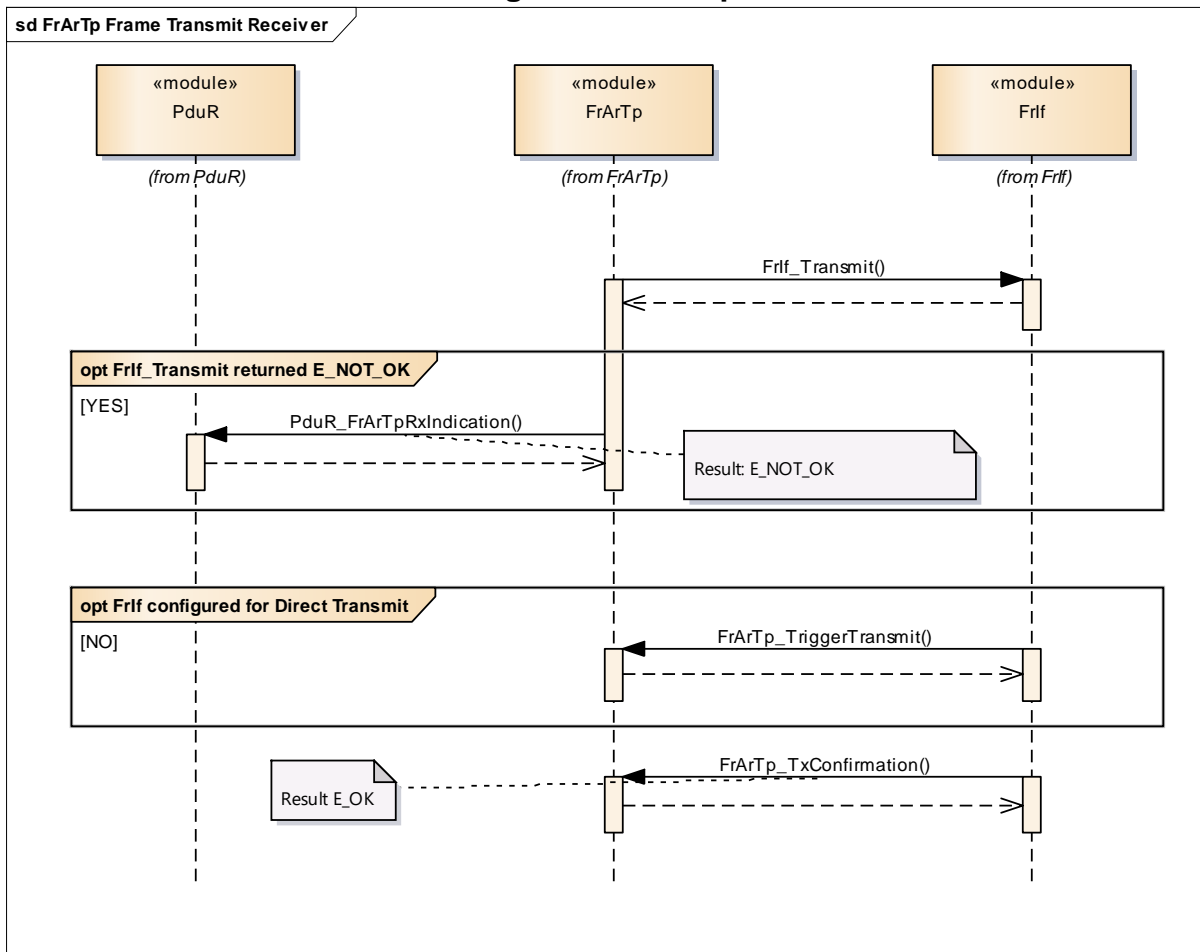 sd FrArTp Frame Transmit Receiver
«module»
PduR
«module»
FrArTp
«module»
FrIf
(from PduR)
(from FrArTp)
(from FrIf)
FrIf_Transmit()
opt FrIf_Transmit returned E_NOT_OK
[YES]
PduR_FrArTpRxIndication()
Result: E_NOT_OK
opt FrIf configured for Direct Transmit
[NO]
FrArTp_TriggerTransmit()
FrArTp_TxConfirmation()
Result E_OK